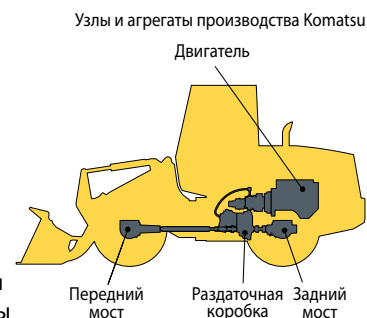 Узлы и агрегаты производства Komatsu
Двигатель
Передний
мост
Раздаточная
коробка
Задний
мост